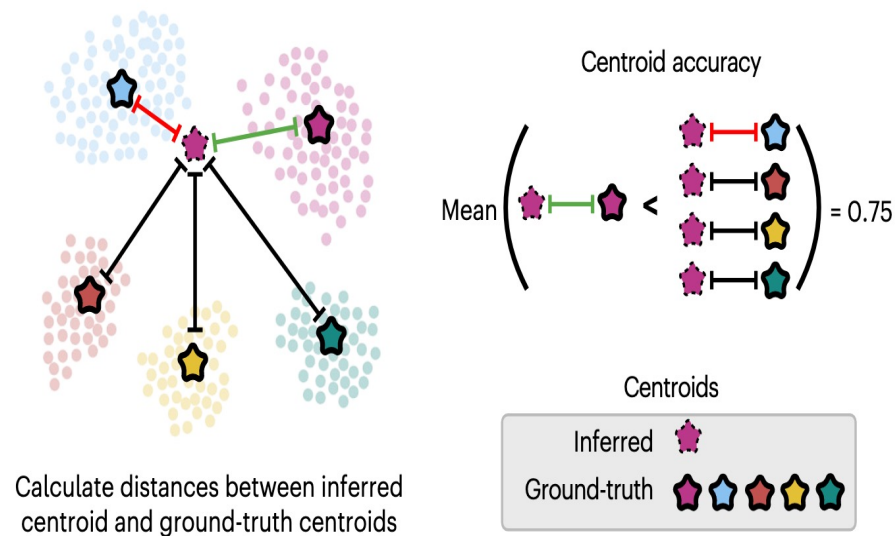 Centroid accuracy
Mean
<
= 0.75
Calculate distances between inferred
centroid and ground-truth centroids
Centroids
Inferred
Ground-truth